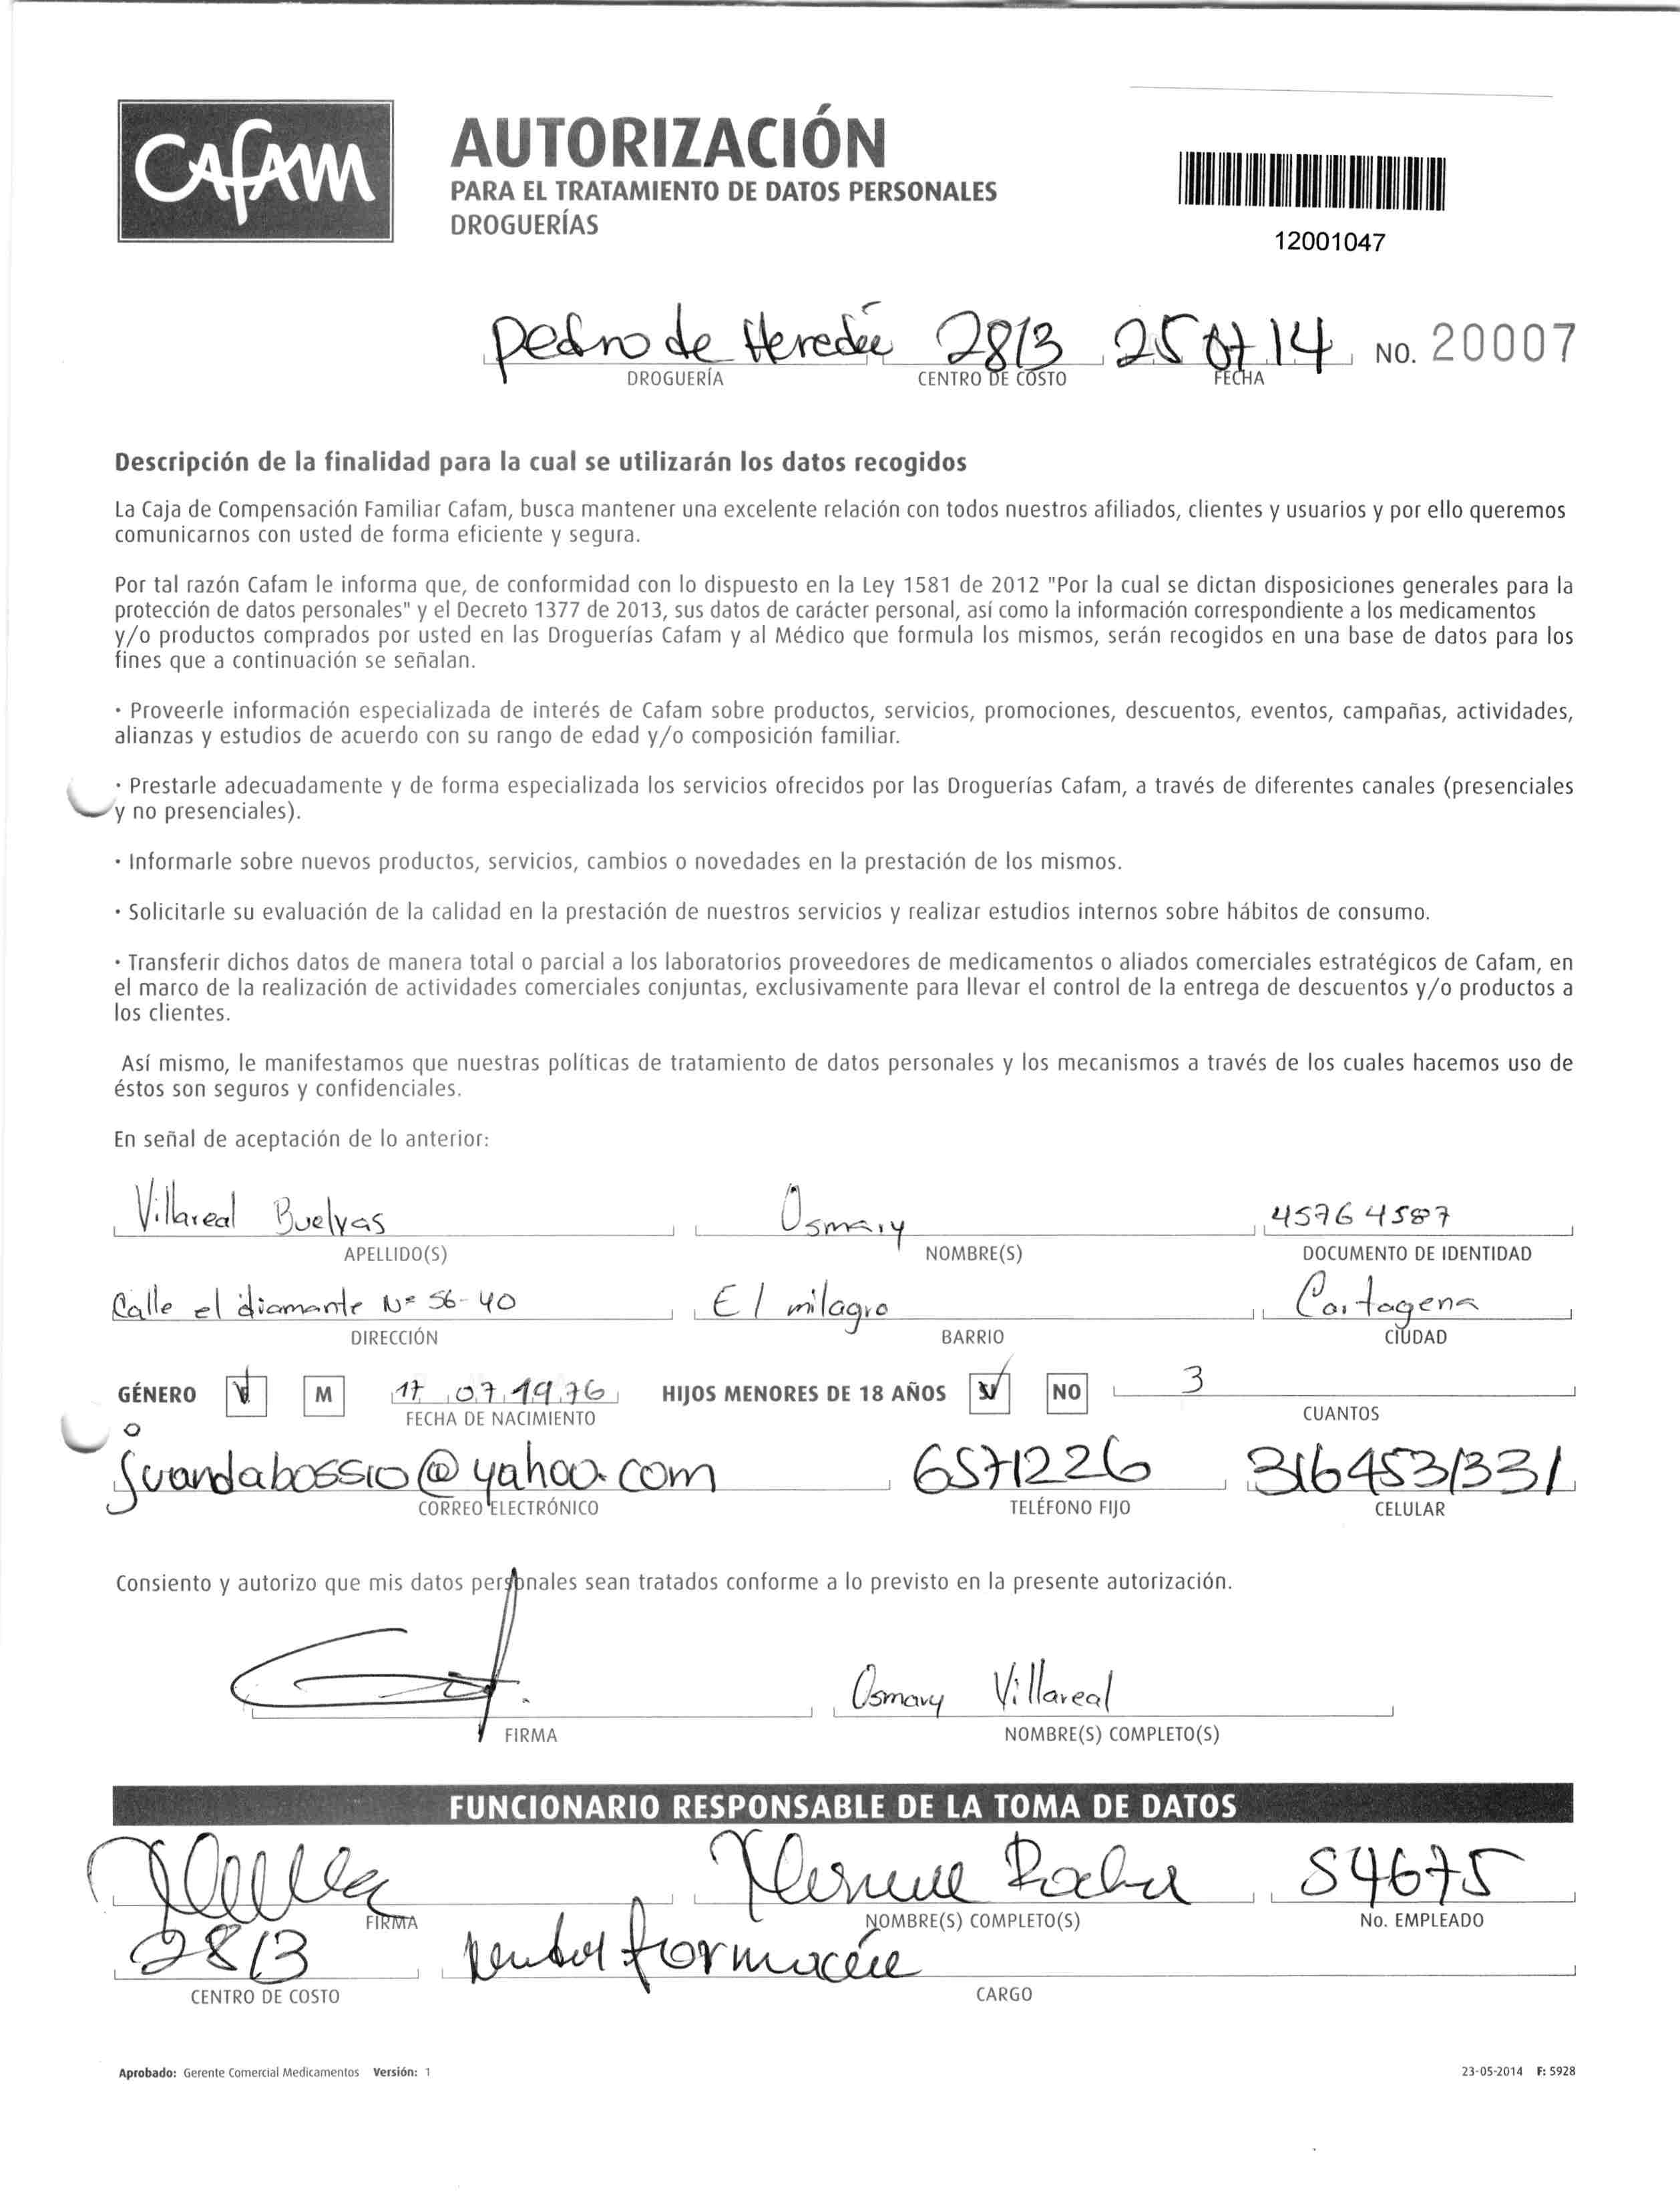 Cafam
AUTORIZACIÓN
PARA EL TRATAMIENTO DE DATOS PERSONALES
DROGUERÍAS
12001047
Pedro de Heredia 2813 25 07 14 NO. 20007
DROGUERÍA CENTRO DE COSTO FECHA
Descripción de la finalidad para la cual se utilizarán los datos recogidos
La Caja de Compensación Familiar Cafam, busca mantener una excelente relación con todos nuestros afiliados, clientes y usuarios y por ello queremos
comunicarnos con usted de forma eficiente y segura.
Por tal razón Cafam le informa que, de conformidad con lo dispuesto en la Ley 1581 de 2012 "Por la cual se dictan disposiciones generales para la
protección de datos personales" y el Decreto 1377 de 2013, sus datos de carácter personal, así como la información correspondiente a los medicamentos
y/o productos comprados por usted en las Droguerías Cafam y al Médico que formula los mismos, serán recogidos en una base de datos para los
fines que a continuación se señalan.
· Proveerle información especializada de interés de Cafam sobre productos, servicios, promociones, descuentos, eventos, campañas, actividades,
alianzas y estudios de acuerdo con su rango de edad y/o composición familiar.
· Prestarle adecuadamente y de forma especializada los servicios ofrecidos por las Droguerías Cafam, a través de diferentes canales (presenciales
y no presenciales).
· Informarle sobre nuevos productos, servicios, cambios o novedades en la prestación de los mismos.
· Solicitarle su evaluación de la calidad en la prestación de nuestros servicios y realizar estudios internos sobre hábitos de consumo.
· Transferir dichos datos de manera total o parcial a los laboratorios proveedores de medicamentos o aliados comerciales estratégicos de Cafam, en
el marco de la realización de actividades comerciales conjuntas, exclusivamente para llevar el control de la entrega de descuentos y/o productos a
los clientes.
Así mismo, le manifestamos que nuestras políticas de tratamiento de datos personales y los mecanismos a través de los cuales hacemos uso de
éstos son seguros y confidenciales.
En señal de aceptación de lo anterior:
Villareal Buelvas Osmary 45764587
APELLIDO(S) NOMBRE(S) DOCUMENTO DE IDENTIDAD
Calle el diamante Nº 56-40 El milagro Cartagena
DIRECCIÓN BARRIO CIUDAD
GÉNERO M 17 07 1976 HIJOS MENORES DE 18 AÑOS NO 3
FECHA DE NACIMIENTO CUANTOS
juandabossio@yahoo.com 6571226 3164531331
CORREO ELECTRÓNICO TELÉFONO FIJO CELULAR
Consiento y autorizo que mis datos personales sean tratados conforme a lo previsto en la presente autorización.
Osmary Villareal
FIRMA NOMBRE(S) COMPLETO(S)
FUNCIONARIO RESPONSABLE DE LA TOMA DE DATOS
54675
FIRMA NOMBRE(S) COMPLETO(S) No. EMPLEADO
2813
CENTRO DE COSTO CARGO
Aprobado: Gerente Comercial Medicamentos Versión: 1 23-05-2014 F: 5928